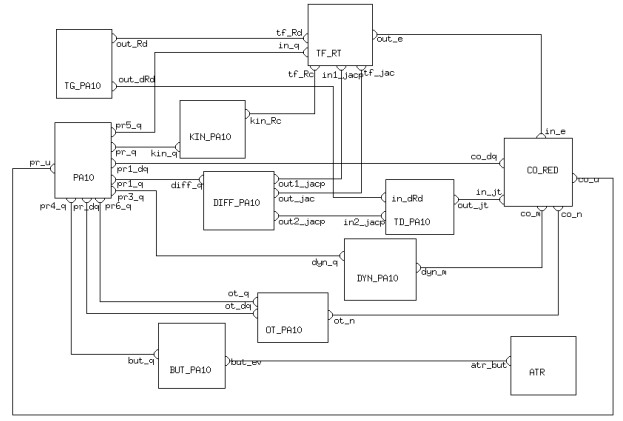 tf_Rd
out_Rd
in_q
out_e
TF_RT
TG_PA10
out_dRd
tf_Rc
in1_jacp
tf_jac
kin_Rc
pr5_q
KIN_PA10
in_e
pr_q
kin_q
pr_u
PA10
pr1_dq
co_dq
CO_RED
pr1_q
diff_q
out1_jacp
co_u
pr3_q
out_jac
in_dRd
in_jt
pr4_q
pr_dq
pr6_q
DIFF_PA10
out_jt
out2_jacp
in2_jacp
TD_PA10
co_m
co_n
dyn_q
dyn_m
DYN_PA10
ot_q
ot_dq
OT_PA10
ot_n
but_q
but_ev
BUT_PA10
atr_but
ATR